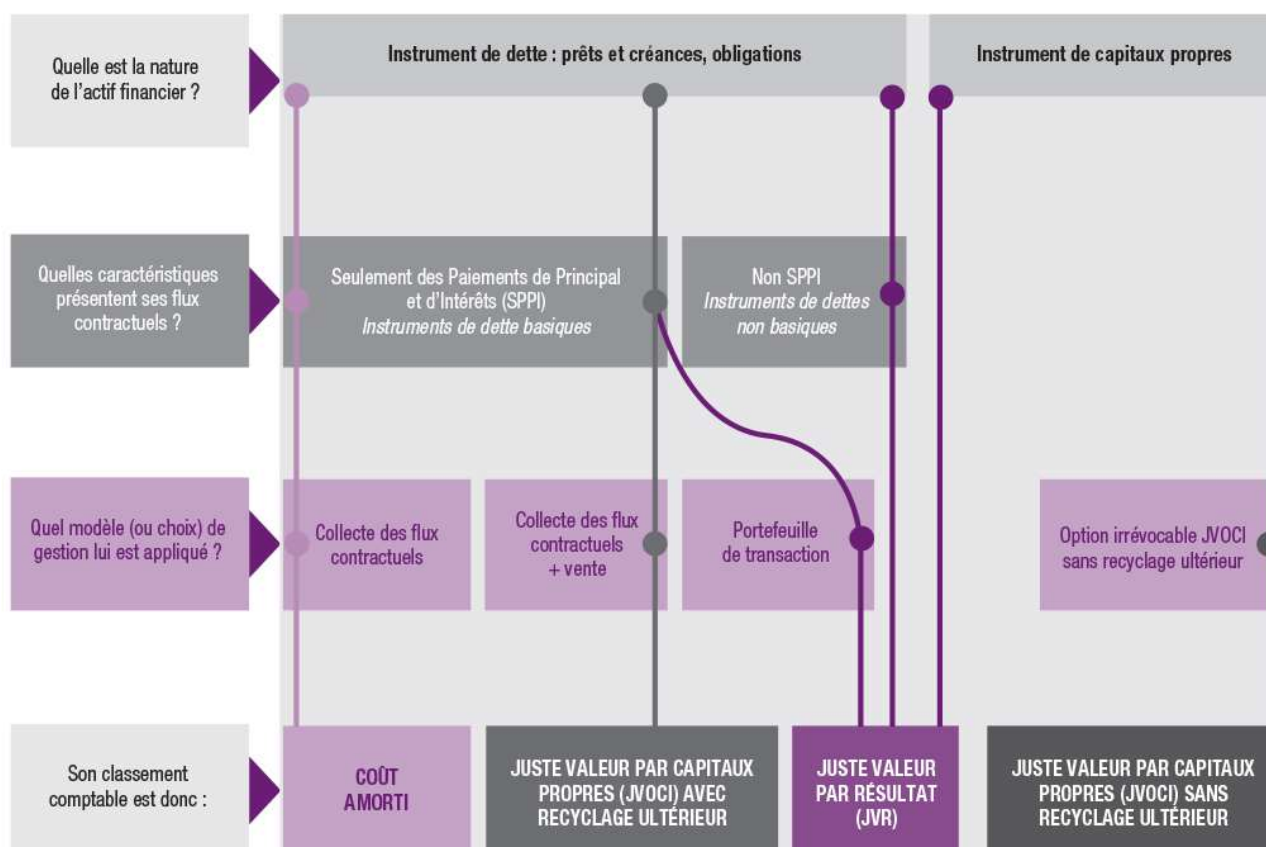 Quelle est la nature
de l'actif financier ?
Instrument de dette : prêts et créances, obligations
Instrument de capitaux propres
Quelles caractéristiques
présentent ses flux
contractuels ?
Seulement des Paiements de Principal
et d'Intérêts (SPPI)
Instruments de dette basiques
Non SPPI
Instruments de dettes
non basiques
Quel modèle (ou choix) de
gestion lui est appliqué ?
Collecte des flux
contractuels
Collecte des flux
contractuels
+ vente
Portefeuille
de transaction
Option irrévocable JVOCI
sans recyclage ultérieur
Son classement
comptable est donc :
COÛT
AMORTI
JUSTE VALEUR PAR CAPITAUX
PROPRES (JVOCI) AVEC
RECYCLAGE ULTÉRIEUR
JUSTE VALEUR
PAR RÉSULTAT
(JVR)
JUSTE VALEUR PAR CAPITAUX
PROPRES (JVOCI) SANS
RECYCLAGE ULTÉRIEUR